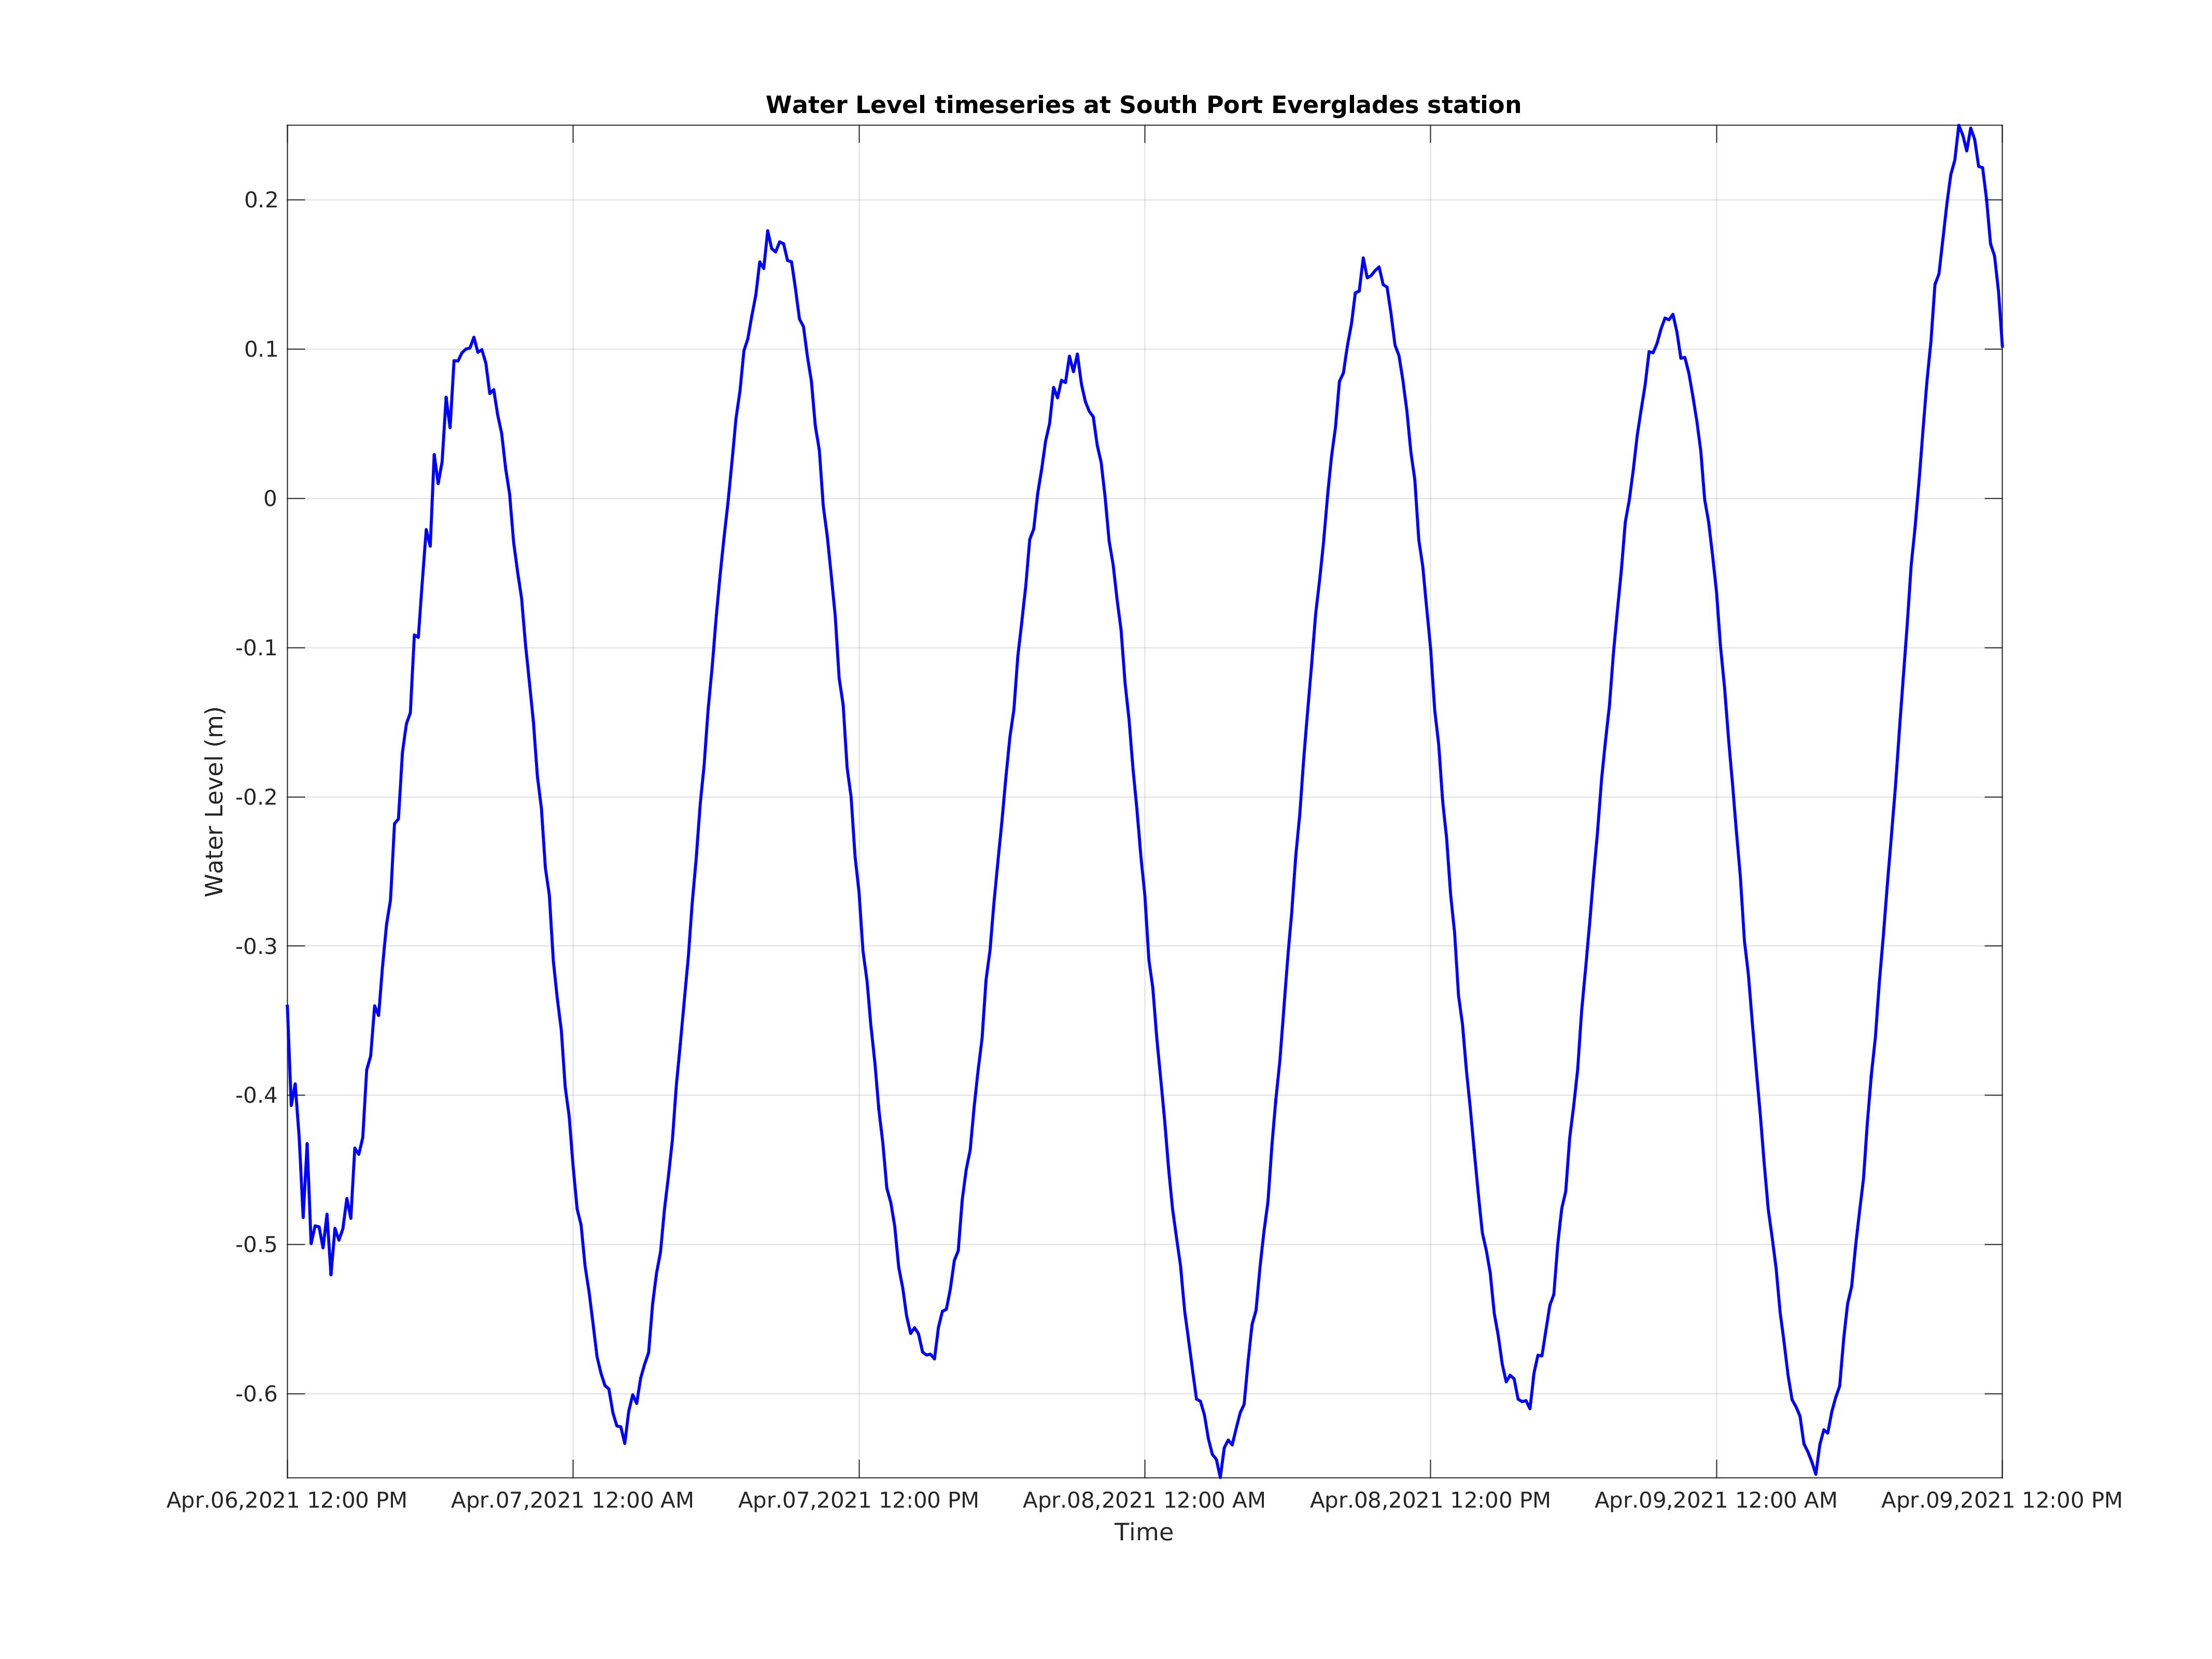 Water Level timeseries at South Port Everglades station
0.2
0.1
0
-0.1
-0.2
-0.3
-0.4
-0.5
-0.6
Water Level (m)
Apr.06,2021 12:00 PM Apr.07,2021 12:00 AM Apr.07,2021 12:00 PM Apr.08,2021 12:00 AM Apr.08,2021 12:00 PM Apr.09,2021 12:00 AM Apr.09,2021 12:00 PM
Time